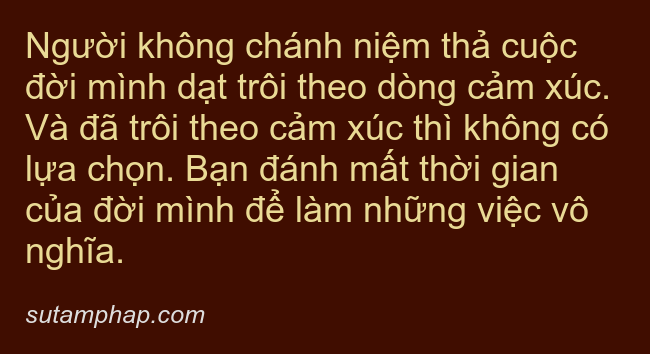 Người không chánh niệm thả cuộc
đời mình dạt trôi theo dòng cảm xúc.
Và đã trôi theo cảm xúc thì không có
lựa chọn. Bạn đánh mất thời gian
của đời mình để làm những việc vô
nghĩa.
sutamphap.com